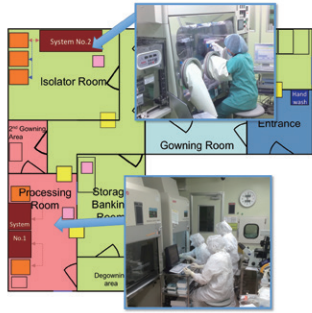 System No.2
Isolator Room
Hand
wash
2nd Gowning
Area
Entrance
Gowning Room
Processing
Room
Storage
Banking
Room
System
No.1
Degowning
area